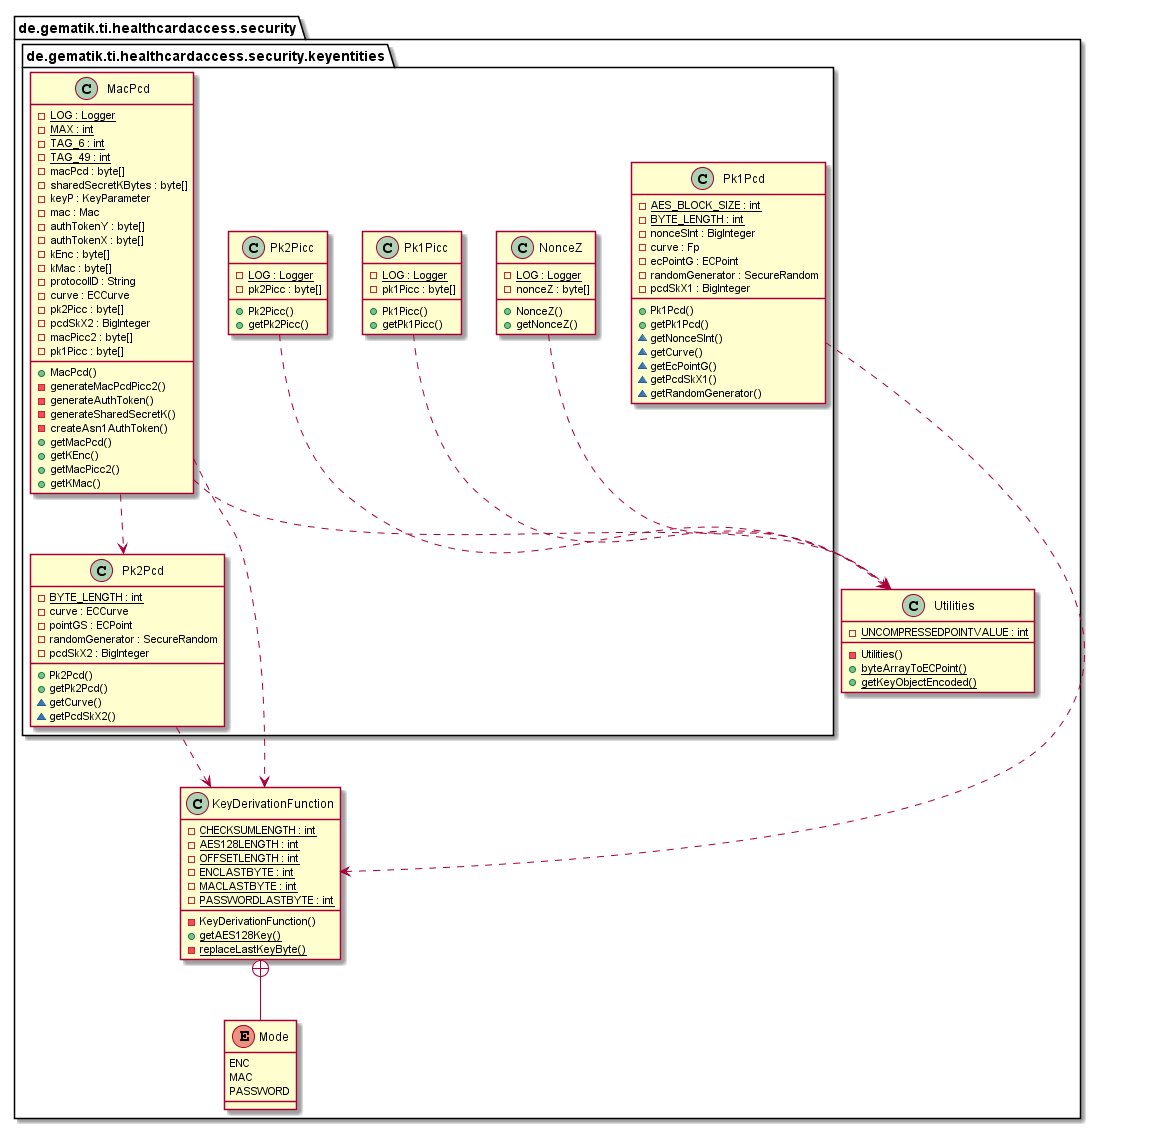 de.gematik.ti.healthcardaccess.security
de.gematik.ti.healthcardaccess.security.keyentities
C MacPcd
LOG : Logger
MAX : int
TAG_6 : int
TAG_49 : int
macPcd : byte[]
sharedSecretKBytes : byte[]
keyP : KeyParameter
mac : Mac
authTokenY : byte[]
authTokenX : byte[]
kEnc : byte[]
kMac : byte[]
protocolID : String
curve : ECCurve
pk2Picc : byte[]
pcdSkX2 : BigInteger
macPicc2 : byte[]
pk1Picc : byte[]
MacPcd()
generateMacPcdPicc2()
generateAuthToken()
generateSharedSecretK()
createAsn1AuthToken()
getMacPcd()
getKEnc()
getMacPicc2()
getKMac()
C Pk2Picc
LOG : Logger
pk2Picc : byte[]
Pk2Picc()
getPk2Picc()
C Pk1Picc
LOG : Logger
pk1Picc : byte[]
Pk1Picc()
getPk1Picc()
C NonceZ
LOG : Logger
nonceZ : byte[]
NonceZ()
getNonceZ()
C Pk1Pcd
AES_BLOCK_SIZE : int
BYTE_LENGTH : int
nonceSInt : BigInteger
curve : Fp
ecPointG : ECPoint
randomGenerator : SecureRandom
pcdSkX1 : BigInteger
Pk1Pcd()
getPk1Pcd()
getNonceSInt()
getCurve()
getEcPointG()
getPcdSkX1()
getRandomGenerator()
C Pk2Pcd
BYTE_LENGTH : int
curve : ECCurve
pointGS : ECPoint
randomGenerator : SecureRandom
pcdSkX2 : BigInteger
Pk2Pcd()
getPk2Pcd()
getCurve()
getPcdSkX2()
C Utilities
UNCOMPRESSEDPOINTVALUE : int
Utilities()
byteArrayToECPoint()
getKeyObjectEncoded()
C KeyDerivationFunction
CHECKSUMLENGTH : int
AES128LENGTH : int
OFFSETLENGTH : int
ENCLASTBYTE : int
MACLASTBYTE : int
PASSWORDLASTBYTE : int
KeyDerivationFunction()
getAES128Key()
replaceLastKeyByte()
E Mode
ENC
MAC
PASSWORD